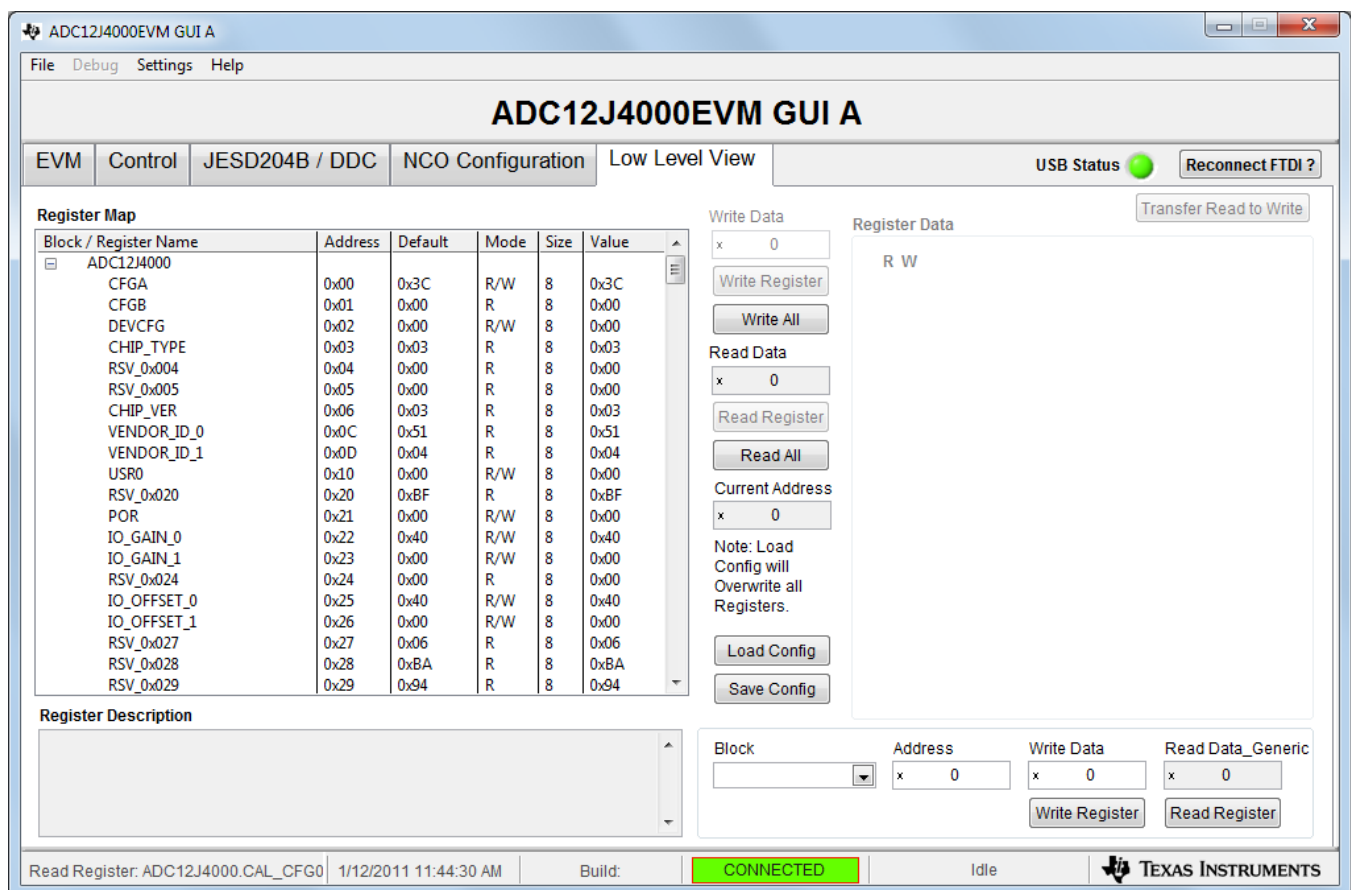 ADC12J4000EVM GUI A
File Debug Settings Help
ADC12J4000EVM GUI A
EVM Control JESD204B / DDC NCO Configuration Low Level View USB Status Reconnect FTDI ?
Transfer Read to Write
Register Map
Block / Register Name Address Default Mode Size Value
ADC12J4000
CFGA 0x00 0x3C R/W 8 0x3C
CFGB 0x01 0x00 R 8 0x00
DEVCFG 0x02 0x00 R/W 8 0x00
CHIP_TYPE 0x03 0x03 R 8 0x03
RSV_0x004 0x04 0x00 R 8 0x00
RSV_0x005 0x05 0x00 R 8 0x00
CHIP_VER 0x06 0x03 R 8 0x03
VENDOR_ID_0 0x0C 0x51 R 8 0x51
VENDOR_ID_1 0x0D 0x04 R 8 0x04
USR0 0x10 0x00 R/W 8 0x00
RSV_0x020 0x20 0xBF R 8 0xBF
POR 0x21 0x00 R/W 8 0x00
IO_GAIN_0 0x22 0x40 R/W 8 0x40
IO_GAIN_1 0x23 0x00 R/W 8 0x00
RSV_0x024 0x24 0x00 R 8 0x00
IO_OFFSET_0 0x25 0x40 R/W 8 0x40
IO_OFFSET_1 0x26 0x00 R/W 8 0x00
RSV_0x027 0x27 0x06 R 8 0x06
RSV_0x028 0x28 0xBA R 8 0xBA
RSV_0x029 0x29 0x94 R 8 0x94
Write Data
x 0
Write Register
Write All
Read Data
x 0
Read Register
Read All
Current Address
x 0
Note: Load
Config will
Overwrite all
Registers.
Load Config
Save Config
Register Data
R W
Register Description
Block Address Write Data Read Data_Generic
x 0 x 0 x 0
Write Register Read Register
Read Register: ADC12J4000.CAL_CFG0 1/12/2011 11:44:30 AM Build: CONNECTED Idle TEXAS INSTRUMENTS